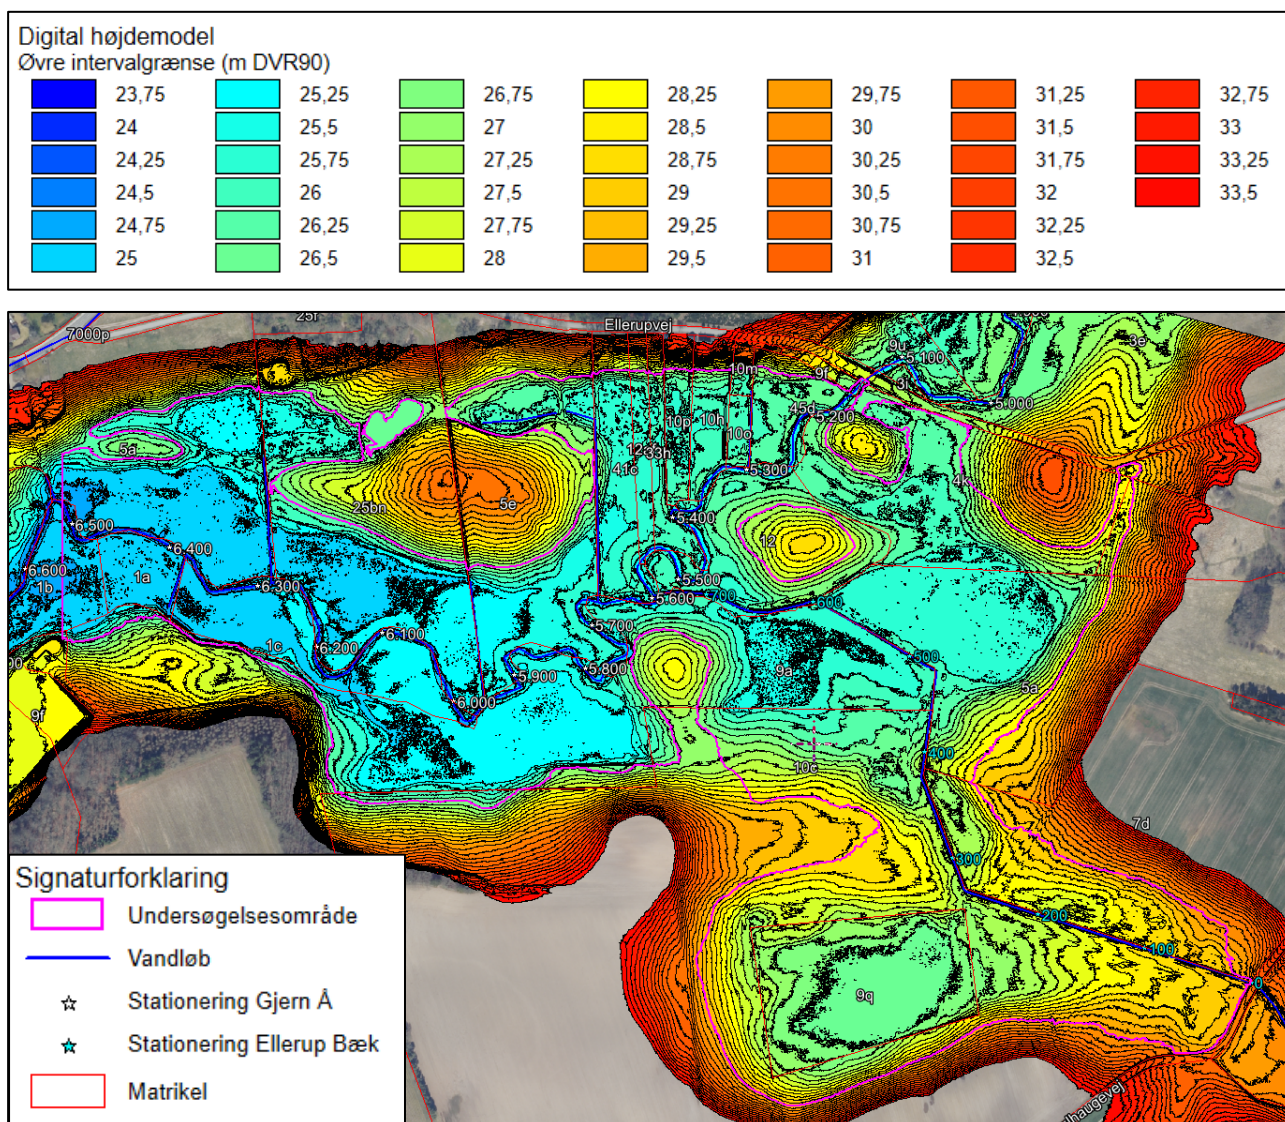 Digital højdemodel
Øvre intervalgrænse (m DVR90)
23,75 25,25 26,75 28,25 29,75 31,25 32,75
24 25,5 27 28,5 30 31,5 33
24,25 25,75 27,25 28,75 30,25 31,75 33,25
24,5 26 27,5 29 30,5 32 33,5
24,75 26,25 27,75 29,25 30,75 32,25
25 26,5 28 29,5 31 32,5
25f
Ellerupvej
7000p
3e
9u
5.100
10m
9f
3i
5.000
45d
5.200
10p
10h
10o
5a
12
33h
41c
5.300
4k
25bn
5e
5.400
6.500
12
6.400
6.600
1a
1b
6.300
5.500
5.600
700
600
5.700
6.100
1c
6.200
500
5.800
9a
5.900
5a
6.000
9f
400
10c
7d
300
200
100
0
9q
Signaturforklaring
Undersøgelsesområde
Vandløb
Stationering Gjern Å
Stationering Ellerup Bæk
Matrikel